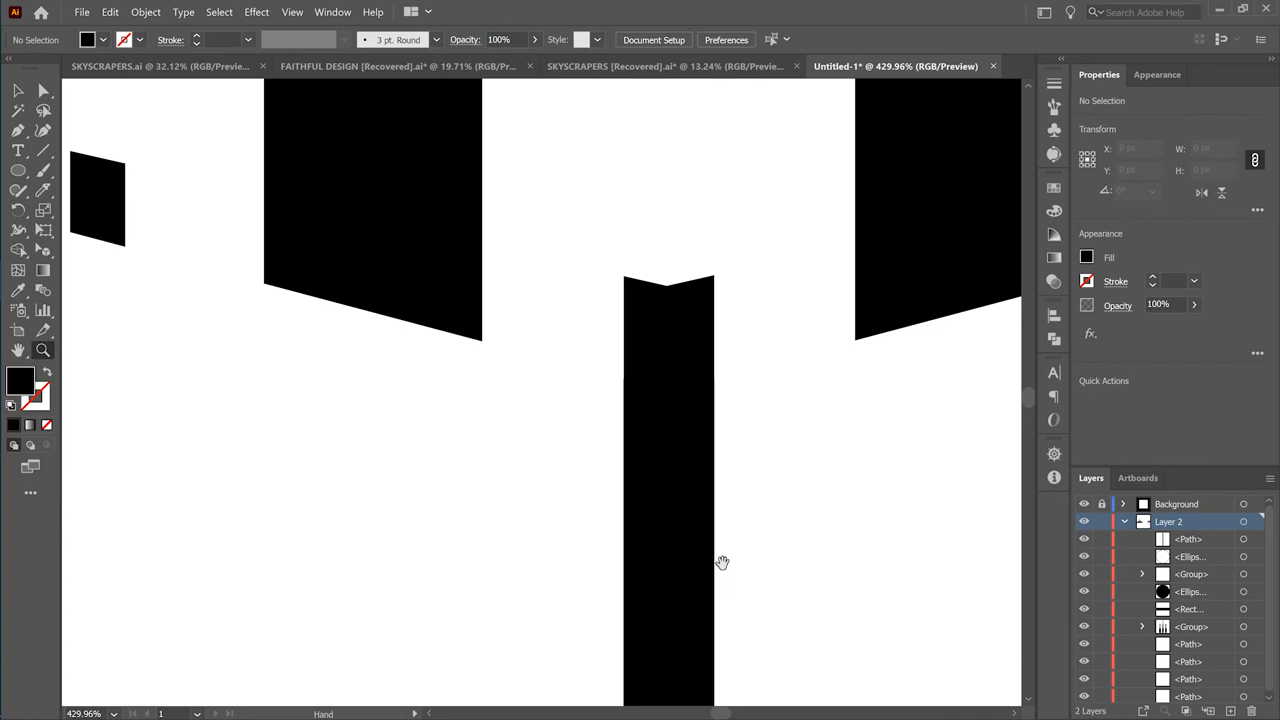 Ai File Edit Object Type Select Effect View Window Help Search Adobe Help
No Selection Stroke: 3 pt. Round Opacity: 100% Style: Document Setup Preferences
SKYSCRAPERS.ai @ 32.12% (RGB/Previe... × FAITHFUL DESIGN [Recovered].ai* @ 19.71% (RGB/Pr... × SKYSCRAPERS [Recovered].ai* @ 13.24% (RGB/Previe... × Untitled-1* @ 429.96% (RGB/Preview) ×
Properties Appearance
No Selection
Transform
X: 0 px W: 0 px
Y: 0 px H: 0 px
0°
Appearance
Fill
Stroke
Opacity 100%
fx.
Quick Actions
Layers Artboards
Background
Layer 2
<Path>
<Ellips...
<Group>
<Ellips...
<Rect...
<Group>
<Path>
<Path>
<Path>
<Path>
2 Layers
429.96% 1 Hand